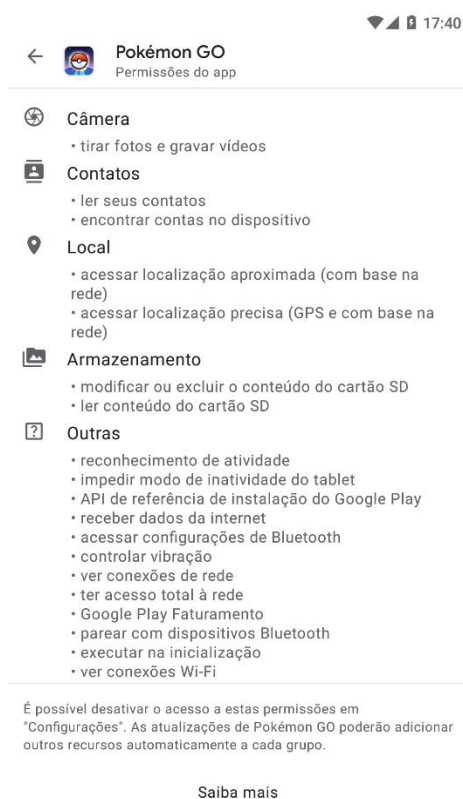 17:40
Pokémon GO
Permissões do app
Câmera
• tirar fotos e gravar vídeos
Contatos
• ler seus contatos
• encontrar contas no dispositivo
Local
• acessar localização aproximada (com base na
rede)
• acessar localização precisa (GPS e com base na
rede)
Armazenamento
• modificar ou excluir o conteúdo do cartão SD
• ler conteúdo do cartão SD
Outras
• reconhecimento de atividade
• impedir modo de inatividade do tablet
• API de referência de instalação do Google Play
• receber dados da internet
• acessar configurações de Bluetooth
• controlar vibração
• ver conexões de rede
• ter acesso total à rede
• Google Play Faturamento
• parear com dispositivos Bluetooth
• executar na inicialização
• ver conexões Wi-Fi
É possível desativar o acesso a estas permissões em
"Configurações". As atualizações de Pokémon GO poderão adicionar
outros recursos automaticamente a cada grupo.
Saiba mais